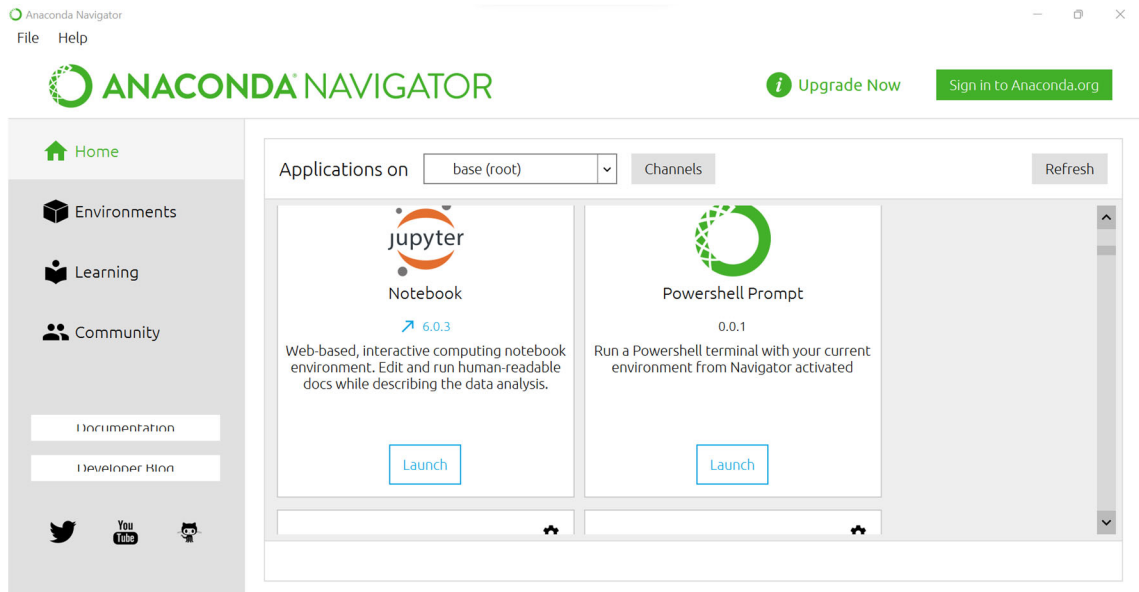 Anaconda Navigator
File Help
ANACONDA NAVIGATOR
i Upgrade Now
Sign in to Anaconda.org
Home
Environments
Learning
Community
Documentation
Developer Blog
You
Tube
Applications on base (root) Channels Refresh
jupyter
Notebook
6.0.3
Web-based, interactive computing notebook
environment. Edit and run human-readable
docs while describing the data analysis.
Launch
Powershell Prompt
0.0.1
Run a Powershell terminal with your current
environment from Navigator activated
Launch